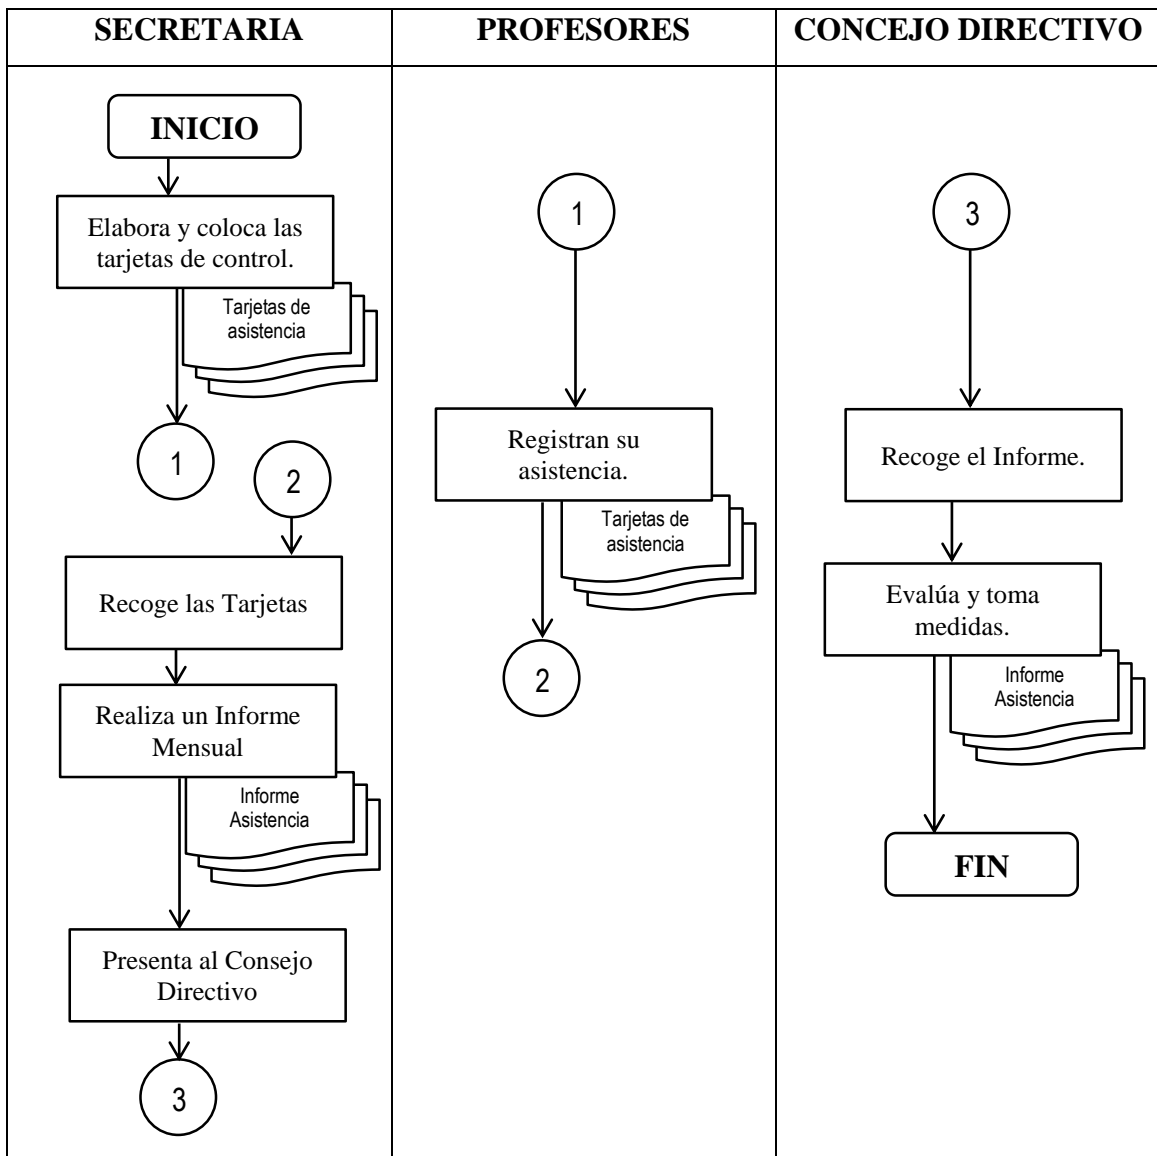 SECRETARIA
PROFESORES
CONCEJO DIRECTIVO
INICIO
Elabora y coloca las
tarjetas de control.
Tarjetas de
asistencia
1
2
Recoge las Tarjetas
Realiza un Informe
Mensual
Informe
Asistencia
Presenta al Consejo
Directivo
3
1
Registran su
asistencia.
Tarjetas de
asistencia
2
3
Recoge el Informe.
Evalúa y toma
medidas.
Informe
Asistencia
FIN